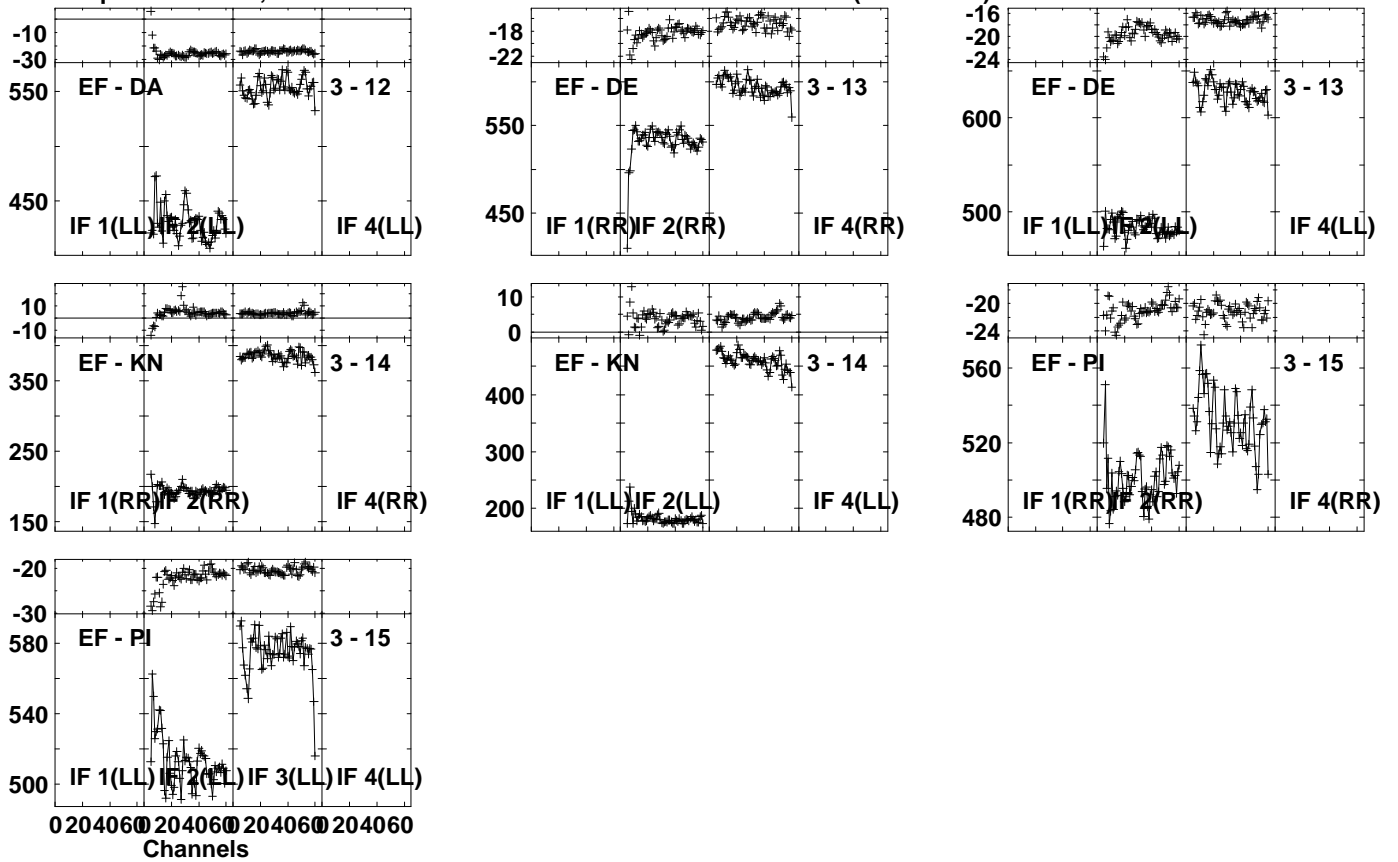 -10
-30
550
450
EF - DA
3 - 12
IF 1(LL)
IF 2(LL)
IF 4(LL)
-18
-22
550
450
EF - DE
3 - 13
IF 1(RR)
IF 2(RR)
IF 4(RR)
-16
-20
-24
600
500
EF - DE
3 - 13
IF 1(LL)
IF 2(LL)
IF 4(LL)
10
-10
350
250
150
EF - KN
3 - 14
IF 1(RR)
IF 2(RR)
IF 4(RR)
10
0
400
200
EF - KN
3 - 14
IF 1(LL)
IF 2(LL)
IF 4(LL)
-20
-24
560
520
480
EF - PI
3 - 15
IF 1(RR)
IF 2(RR)
IF 4(RR)
-20
-30
580
540
500
EF - PI
3 - 15
IF 1(LL)
IF 2(LL)
IF 3(LL)
IF 4(LL)
0 20 40 60 0 20 40 60 0 20 40 60 0 20 40 60
Channels